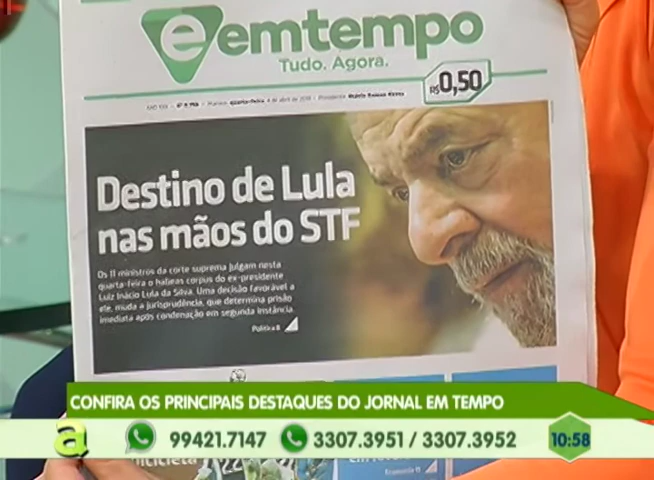 e emtempo
Tudo. Agora.
R$0,50
quarta-feira
Destino de Lula
nas mãos do STF
Os 11 ministros da corte suprema julgam nesta
quarta-feira o habeas corpus do ex-presidente
Luiz Inácio Lula da Silva. Uma decisão favorável a
ele, muda a jurisprudência, que determina prisão
imediata após condenação em segunda instância.
Política 8
CONFIRA OS PRINCIPAIS DESTAQUES DO JORNAL EM TEMPO
a 99421.7147 3307.3951 / 3307.3952 10:58